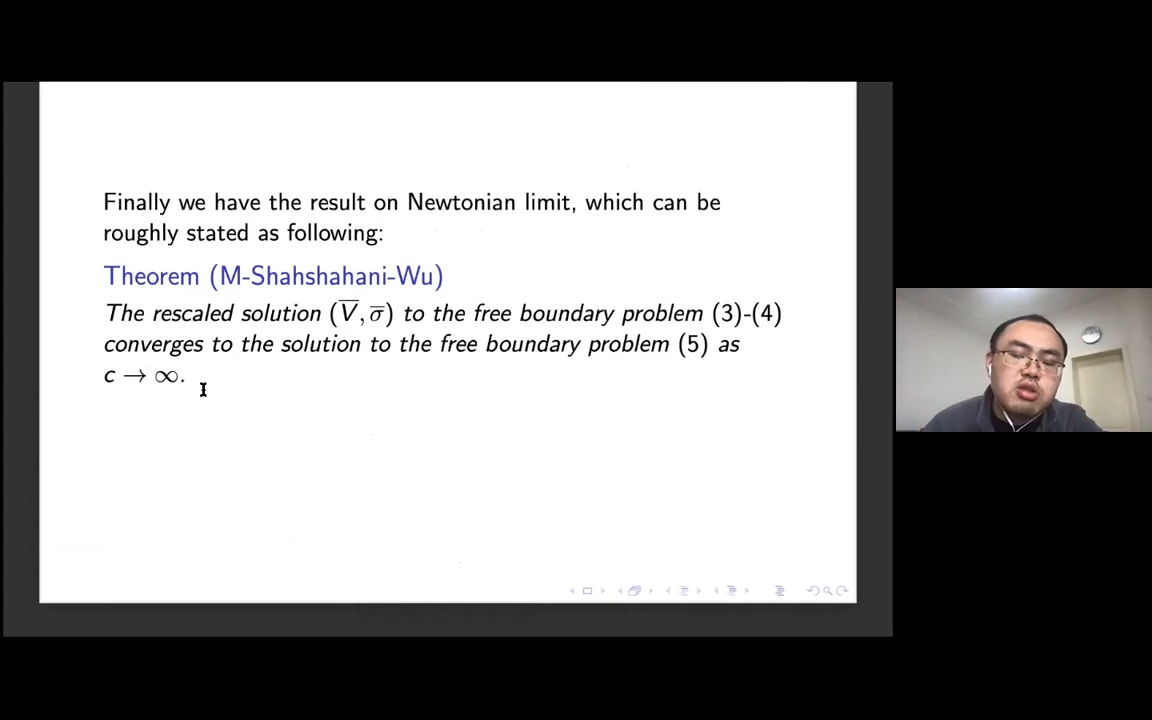 Finally we have the result on Newtonian limit, which can be
roughly stated as following:
Theorem (M-Shahshahani-Wu)
The rescaled solution (V̅, σ̅) to the free boundary problem (3)-(4)
converges to the solution to the free boundary problem (5) as
c → ∞.